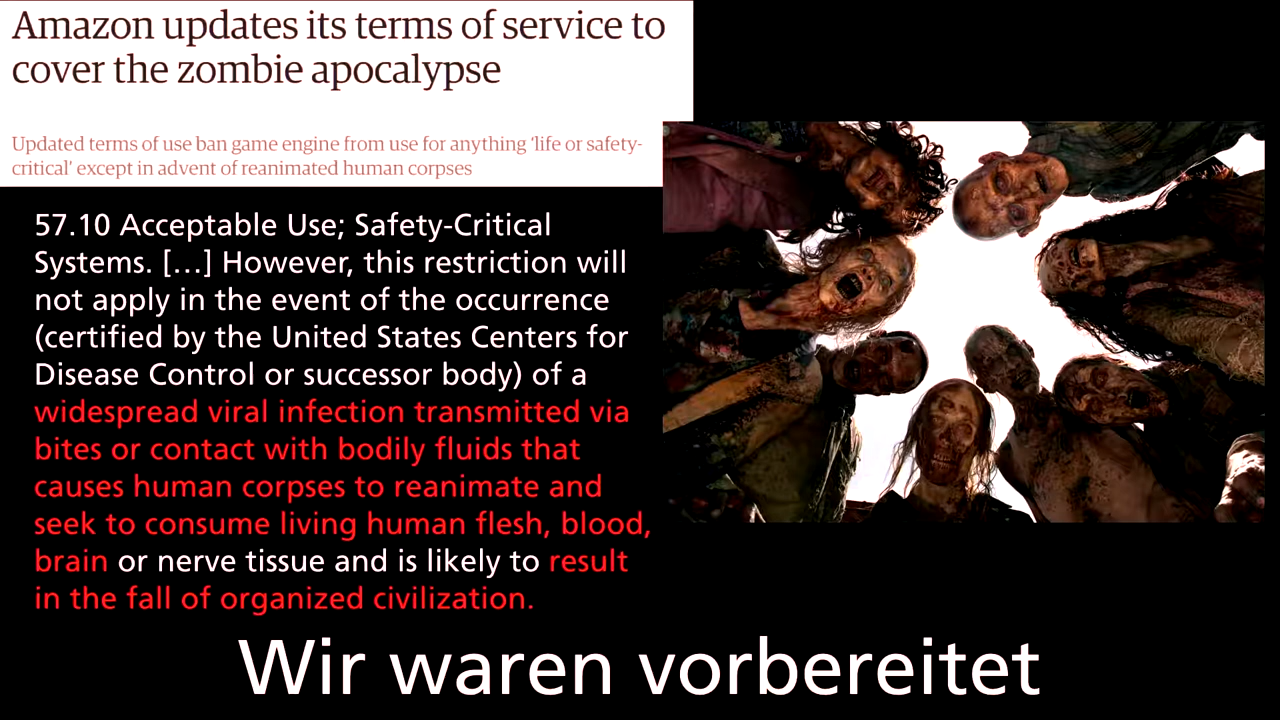 Amazon updates its terms of service to
cover the zombie apocalypse
Updated terms of use ban game engine from use for anything ‘life or safety-
critical’ except in advent of reanimated human corpses
57.10 Acceptable Use; Safety-Critical
Systems. […] However, this restriction will
not apply in the event of the occurrence
(certified by the United States Centers for
Disease Control or successor body) of a
widespread viral infection transmitted via
bites or contact with bodily fluids that
causes human corpses to reanimate and
seek to consume living human flesh, blood,
brain or nerve tissue and is likely to result
in the fall of organized civilization.
Wir waren vorbereitet